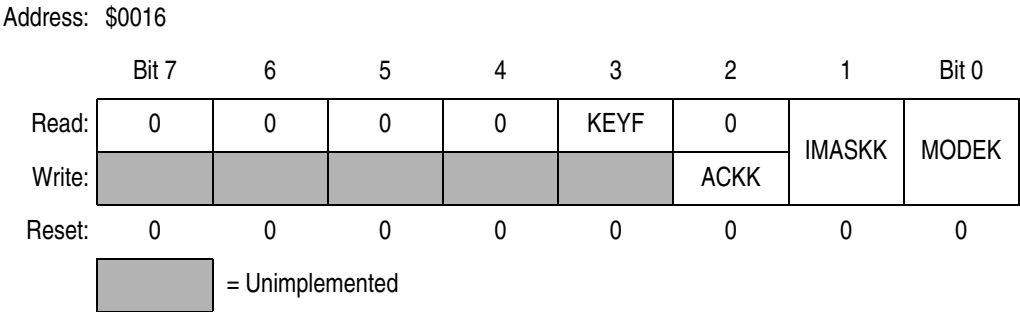 Address: $0016
Bit 7 6 5 4 3 2 1 Bit 0
Read: 0 0 0 0 KEYF 0 IMASKK MODEK
Write: ACKK
Reset: 0 0 0 0 0 0 0 0
= Unimplemented